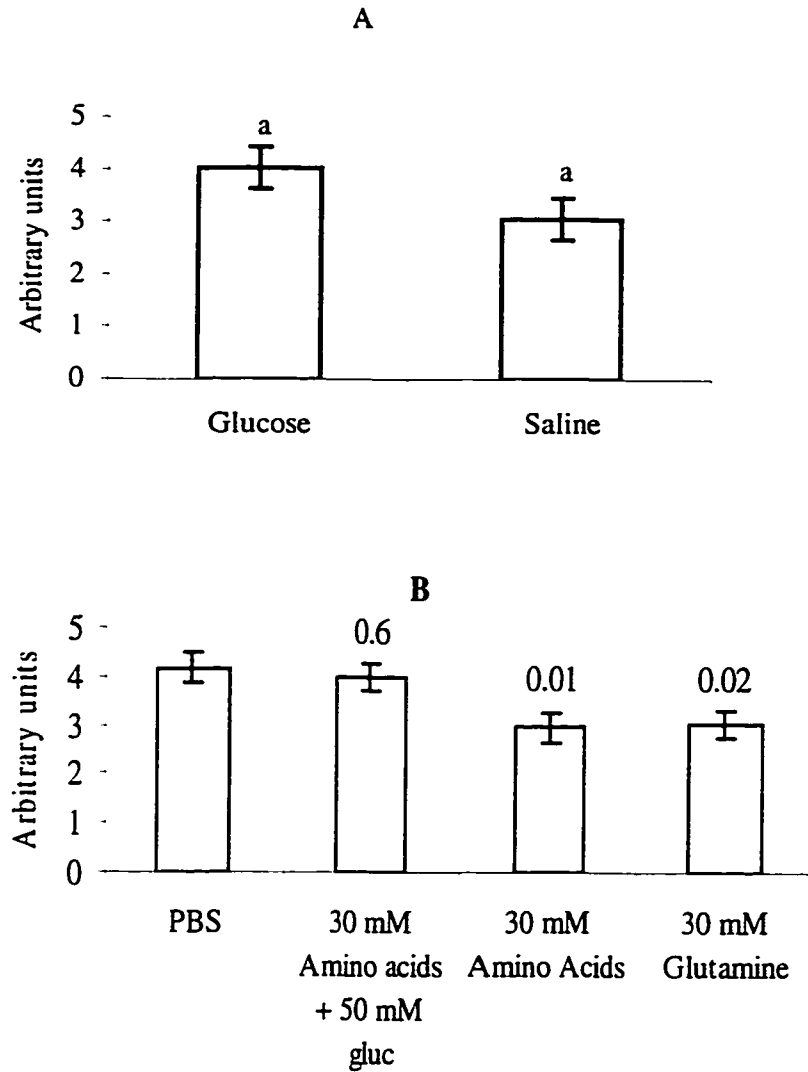 A
5
a
4
a
3
2
1
0
Arbitrary units
Glucose
Saline
B
5
0.6
4
0.01
0.02
3
2
1
0
Arbitrary units
PBS
30 mM
Amino acids
+ 50 mM
gluc
30 mM
Amino Acids
30 mM
Glutamine